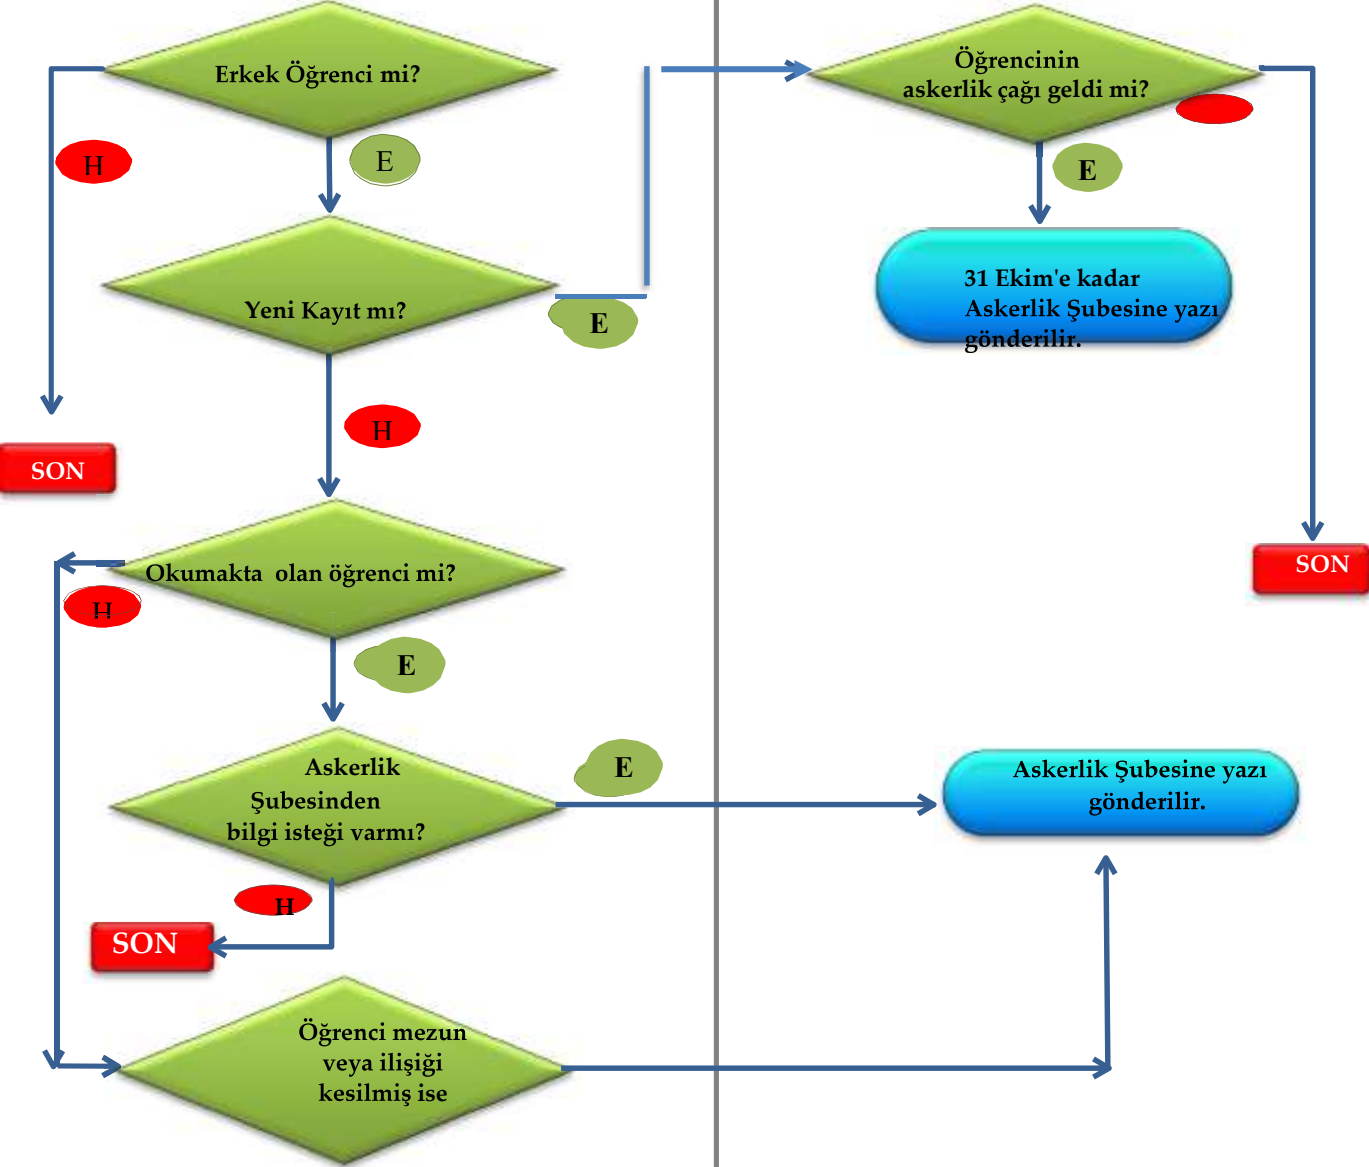 Erkek Öğrenci mi?
H
E
Yeni Kayıt mı?
E
H
SON
Okumakta olan öğrenci mi?
H
E
Askerlik
Şubesinden
bilgi isteği varmı?
E
H
SON
Öğrenci mezun
veya ilişiği
kesilmiş ise
Öğrencinin
askerlik çağı geldi mi?
E
31 Ekim'e kadar
Askerlik Şubesine yazı
gönderilir.
SON
Askerlik Şubesine yazı
gönderilir.